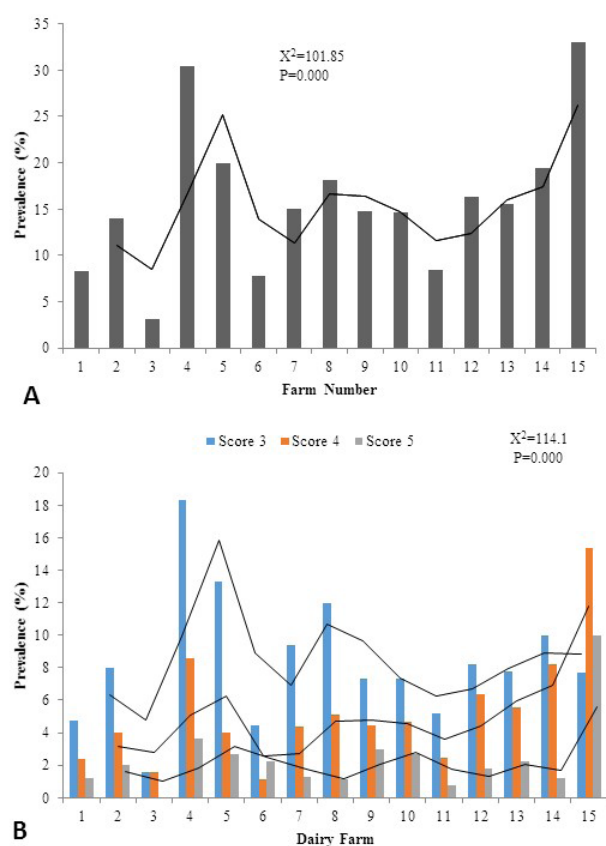 35
30
25
20
15
10
5
0
Prevalence (%)
X²=101.85
P=0.000
1 2 3 4 5 6 7 8 9 10 11 12 13 14 15
Farm Number
A
Score 3 Score 4 Score 5
X²=114.1
P=0.000
20
18
16
14
12
10
8
6
4
2
0
Prevalence (%)
1 2 3 4 5 6 7 8 9 10 11 12 13 14 15
Dairy Farm
B